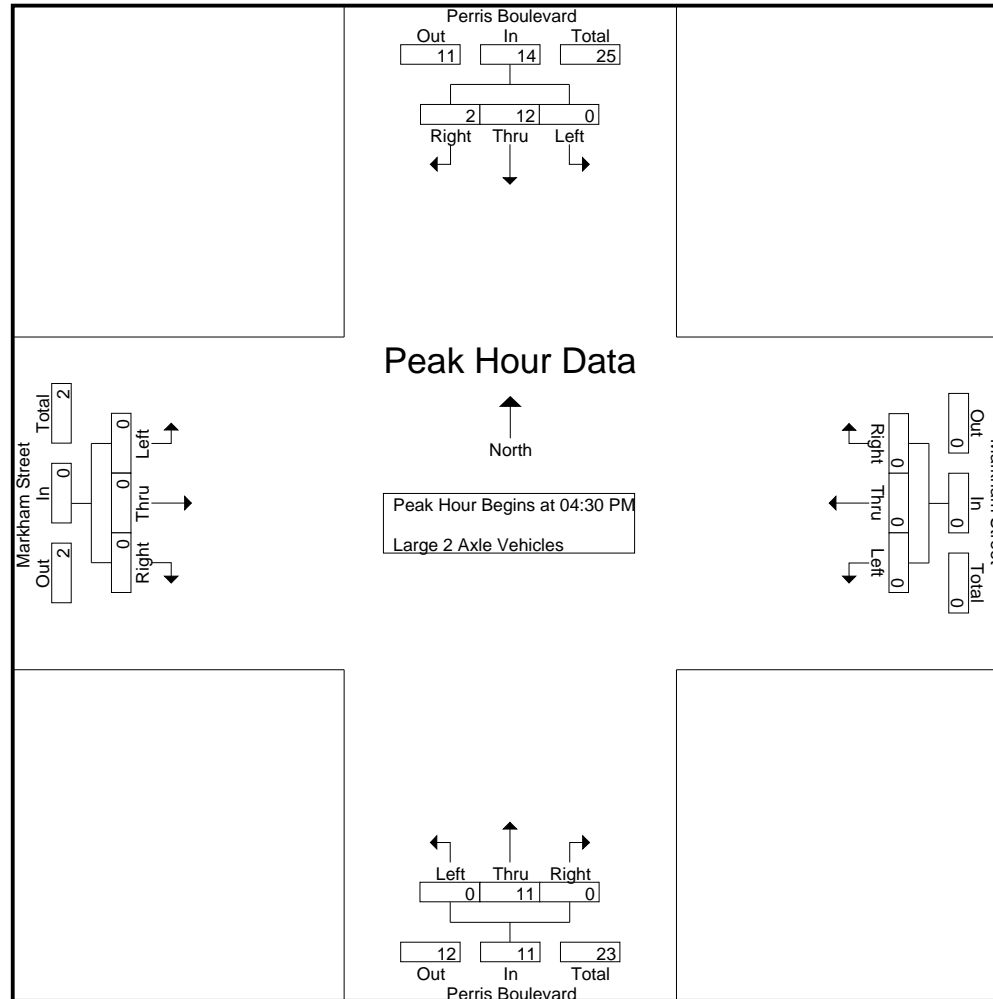 Perris Boulevard
Out In Total
11 14 25
2 12 0
Right Thru Left
Peak Hour Data
North
Peak Hour Begins at 04:30 PM
Large 2 Axle Vehicles
Markham Street
Total In Out
2 0 2
0 0 0
Left Thru Right
Right Thru Left
0 0 0
0 0 0
Out In Total
Left Thru Right
0 11 0
12 11 23
Out In Total
Perris Boulevard